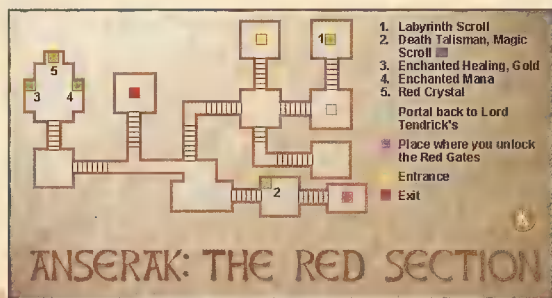 1
5
3
4
2
1. Labyrinth Scroll
2. Death Talisman, Magic
Scroll
3. Enchanted Healing, Gold
4. Enchanted Mana
5. Red Crystal
Portal back to Lord
Tendrick's
Place where you unlock
the Red Gates
Entrance
Exit
ANSERAK: THE RED SECTION